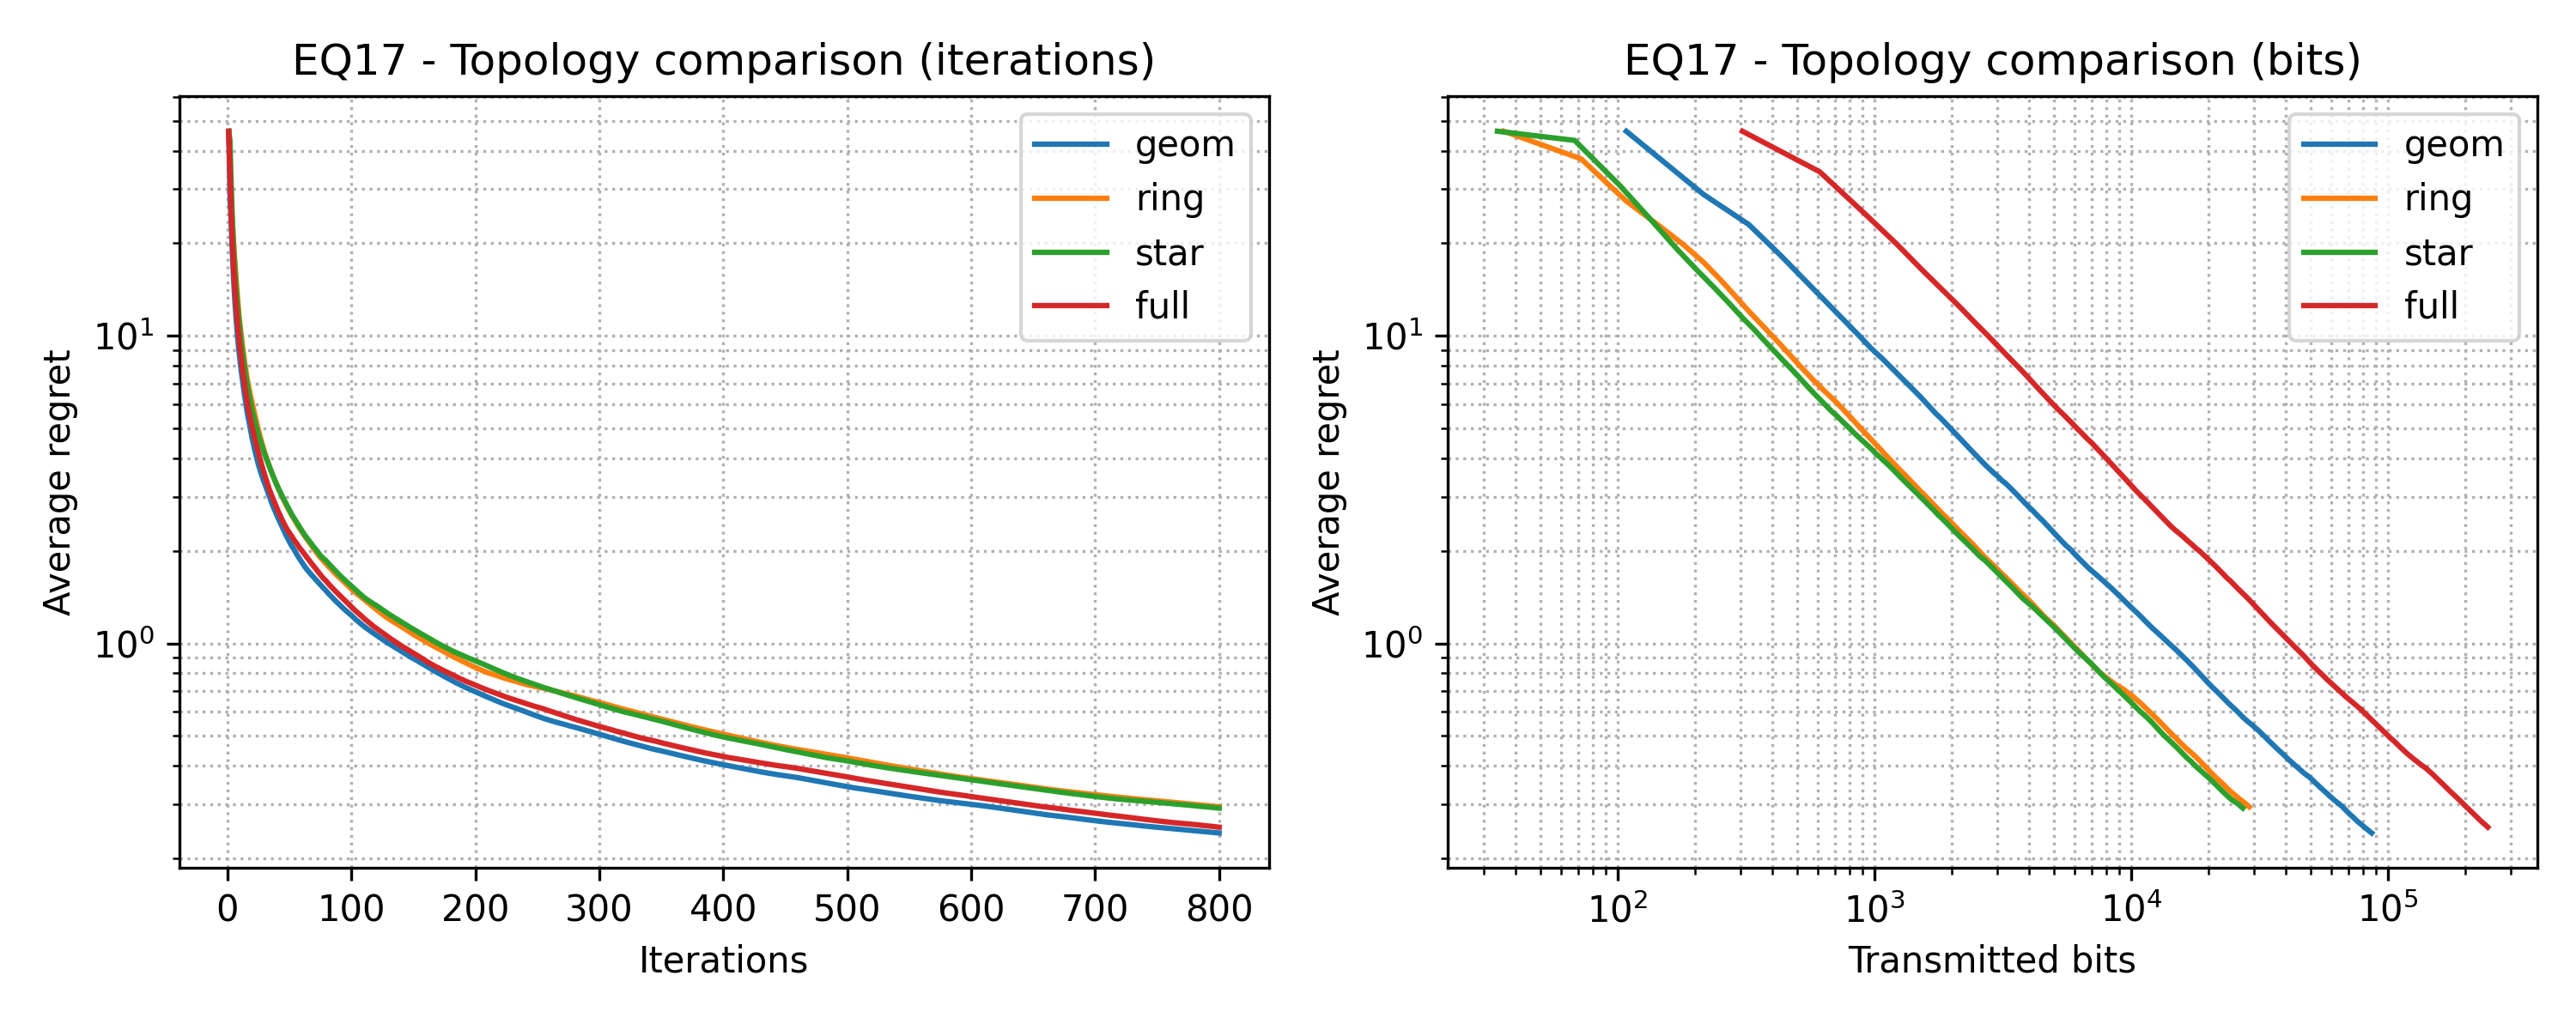 EQ17 - Topology comparison (iterations)
Average regret
10¹
10⁰
0 100 200 300 400 500 600 700 800
Iterations
geom
ring
star
full
EQ17 - Topology comparison (bits)
Average regret
10¹
10⁰
10² 10³ 10⁴ 10⁵
Transmitted bits
geom
ring
star
full